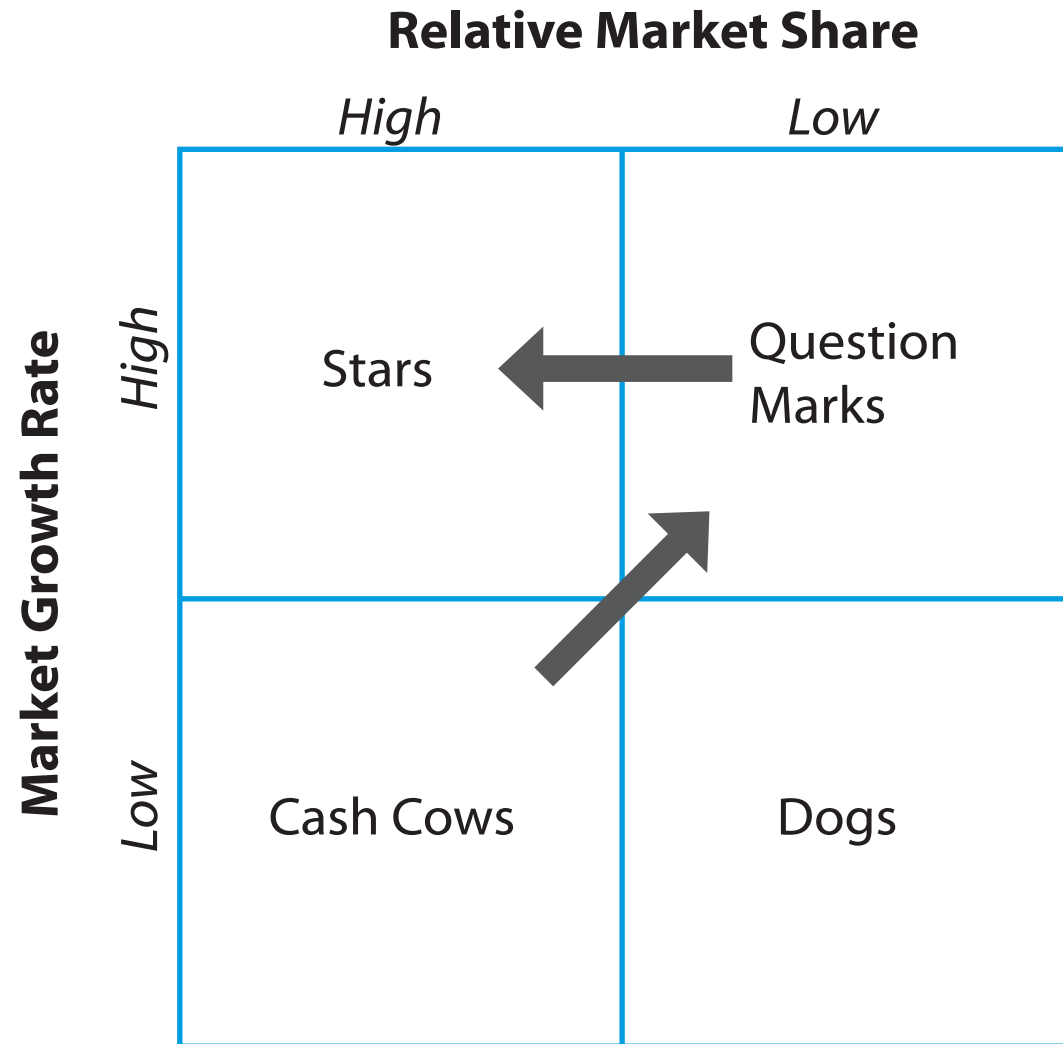 Relative Market Share
High
Low
Market Growth Rate
High
Stars
Question
Marks
Low
Cash Cows
Dogs